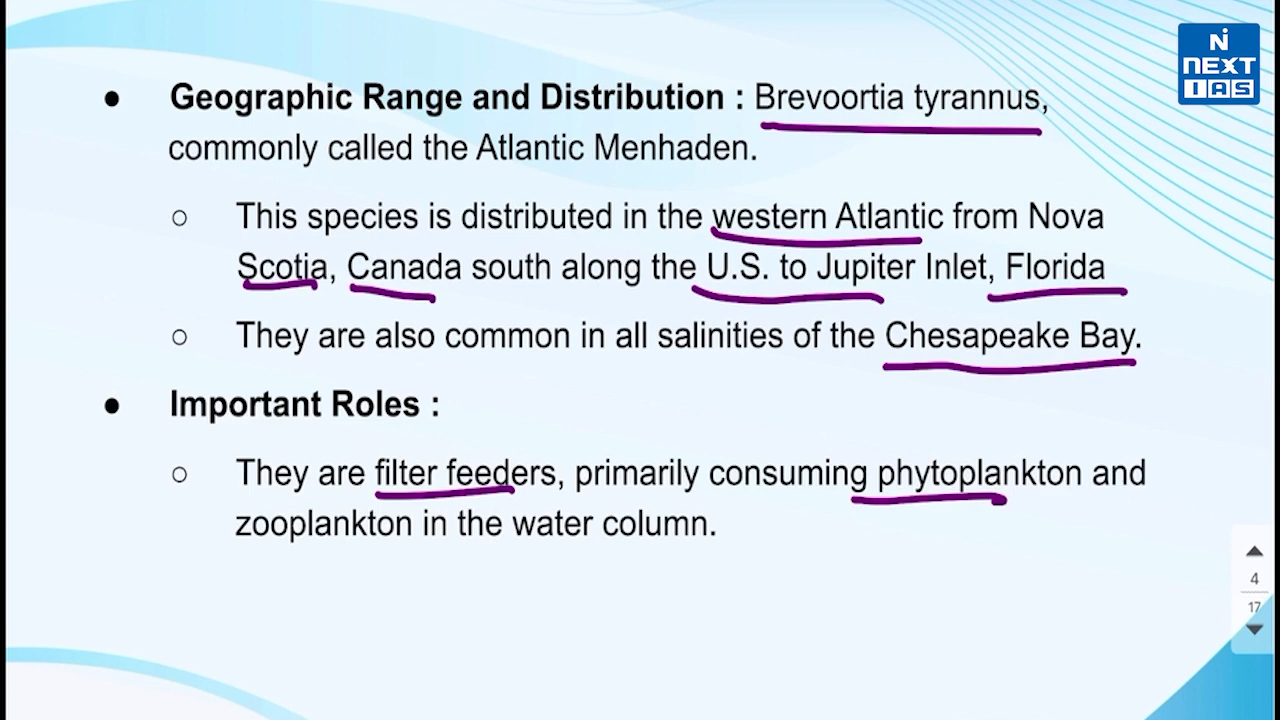 NEXT
IAS
● Geographic Range and Distribution : Brevoortia tyrannus,
commonly called the Atlantic Menhaden.
○ This species is distributed in the western Atlantic from Nova
Scotia, Canada south along the U.S. to Jupiter Inlet, Florida
○ They are also common in all salinities of the Chesapeake Bay.
● Important Roles :
○ They are filter feeders, primarily consuming phytoplankton and
zooplankton in the water column.
4
17